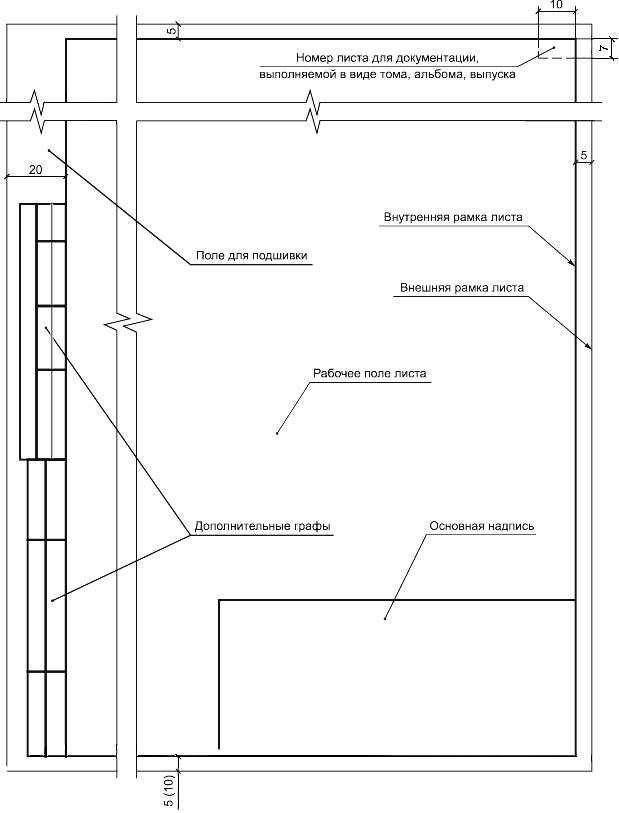 10
5
7
Номер листа для документации,
выполняемой в виде тома, альбома, выпуска
5
20
Внутренняя рамка листа
Поле для подшивки
Внешняя рамка листа
Рабочее поле листа
Дополнительные графы
Основная надпись
5 (10)